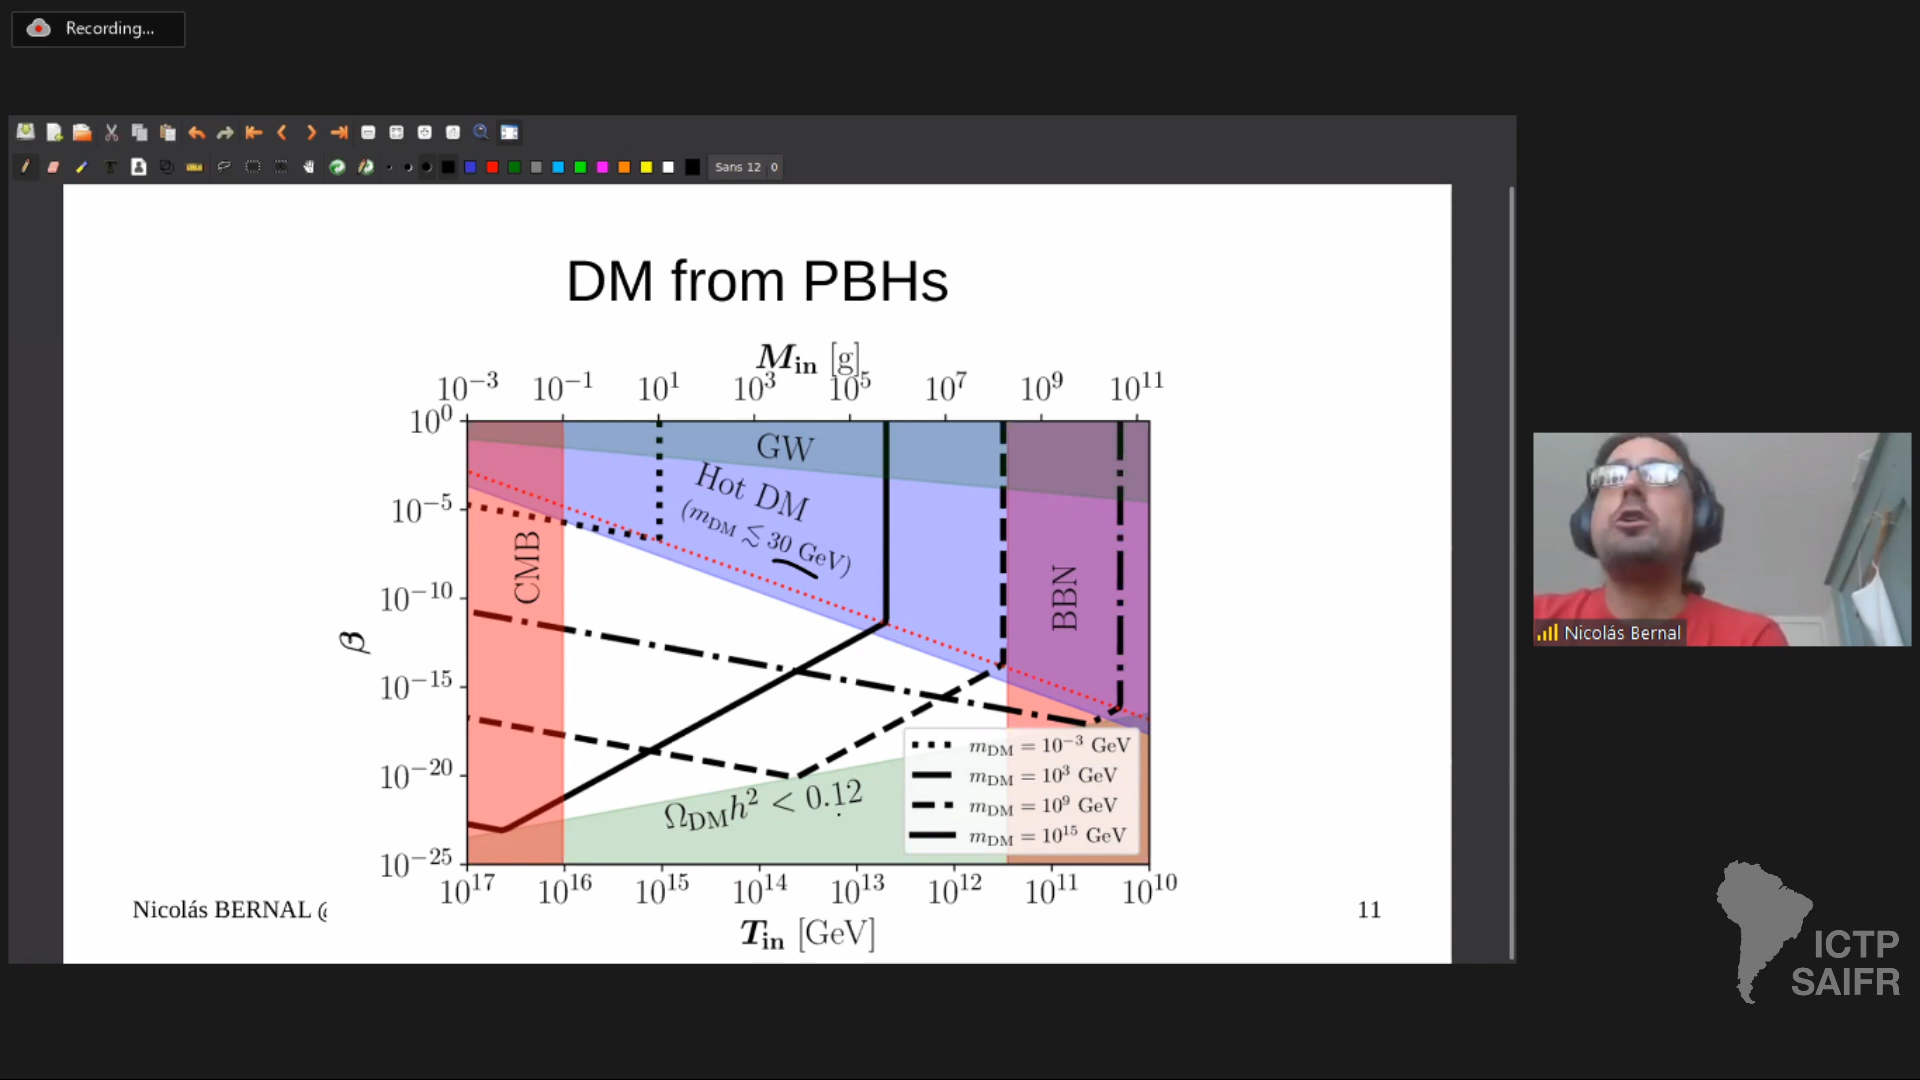 Recording...
Sans 12 0
DM from PBHs
M_in [g]
10^−3 10^−1 10^1 10^3 10^5 10^7 10^9 10^11
10^0
10^−5
10^−10
10^−15
10^−20
10^−25
β
GW
Hot DM
(m_DM ≲ 30 GeV)
CMB
BBN
Ω_DM h^2 < 0.12
m_DM = 10^−3 GeV
m_DM = 10^3 GeV
m_DM = 10^9 GeV
m_DM = 10^15 GeV
10^17 10^16 10^15 10^14 10^13 10^12 10^11 10^10
T_in [GeV]
Nicolás BERNAL @
11
Nicolás Bernal
ICTP
SAIFR